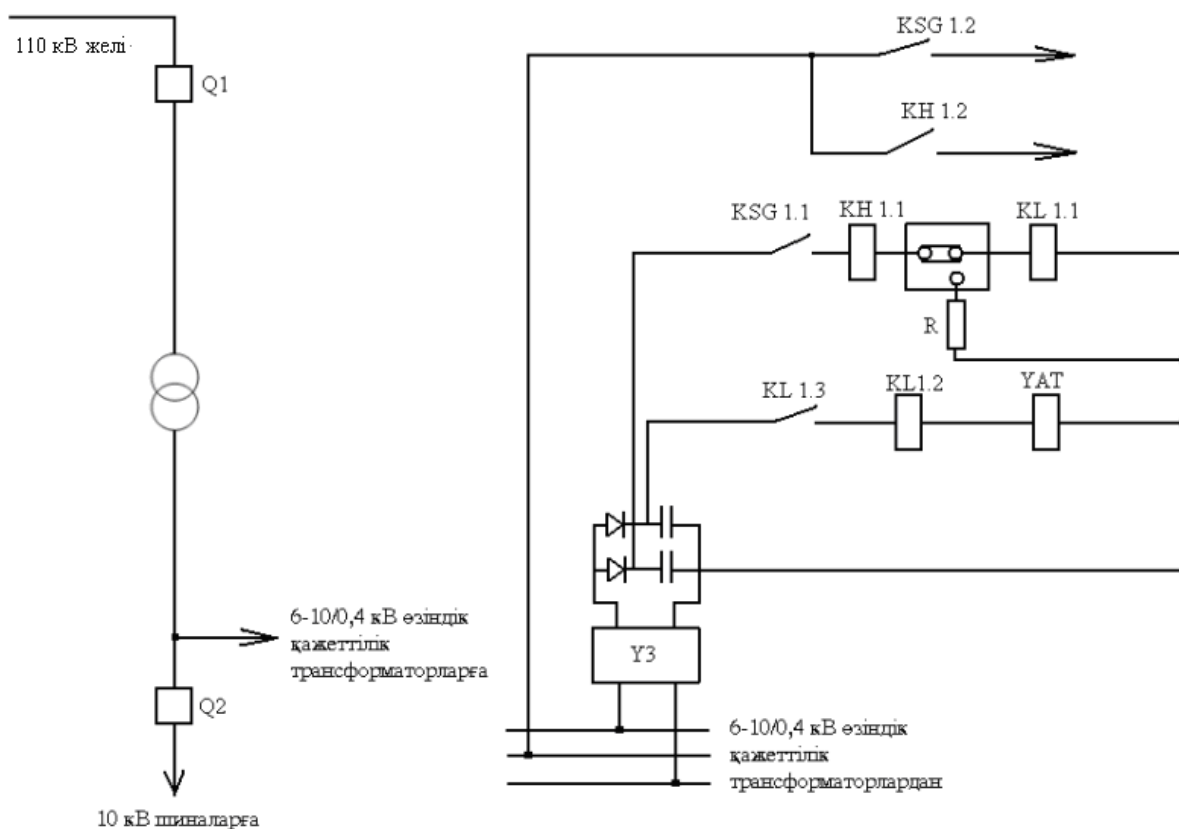 110 кВ желі
Q1
6-10/0,4 кВ өзіндік
қажеттілік
трансформаторларға
Q2
10 кВ шиналарға
KSG 1.2
KH 1.2
KSG 1.1
KH 1.1
KL 1.1
R
KL 1.3
KL1.2
YAT
УЗ
6-10/0,4 кВ өзіндік
қажеттілік
трансформаторлардан